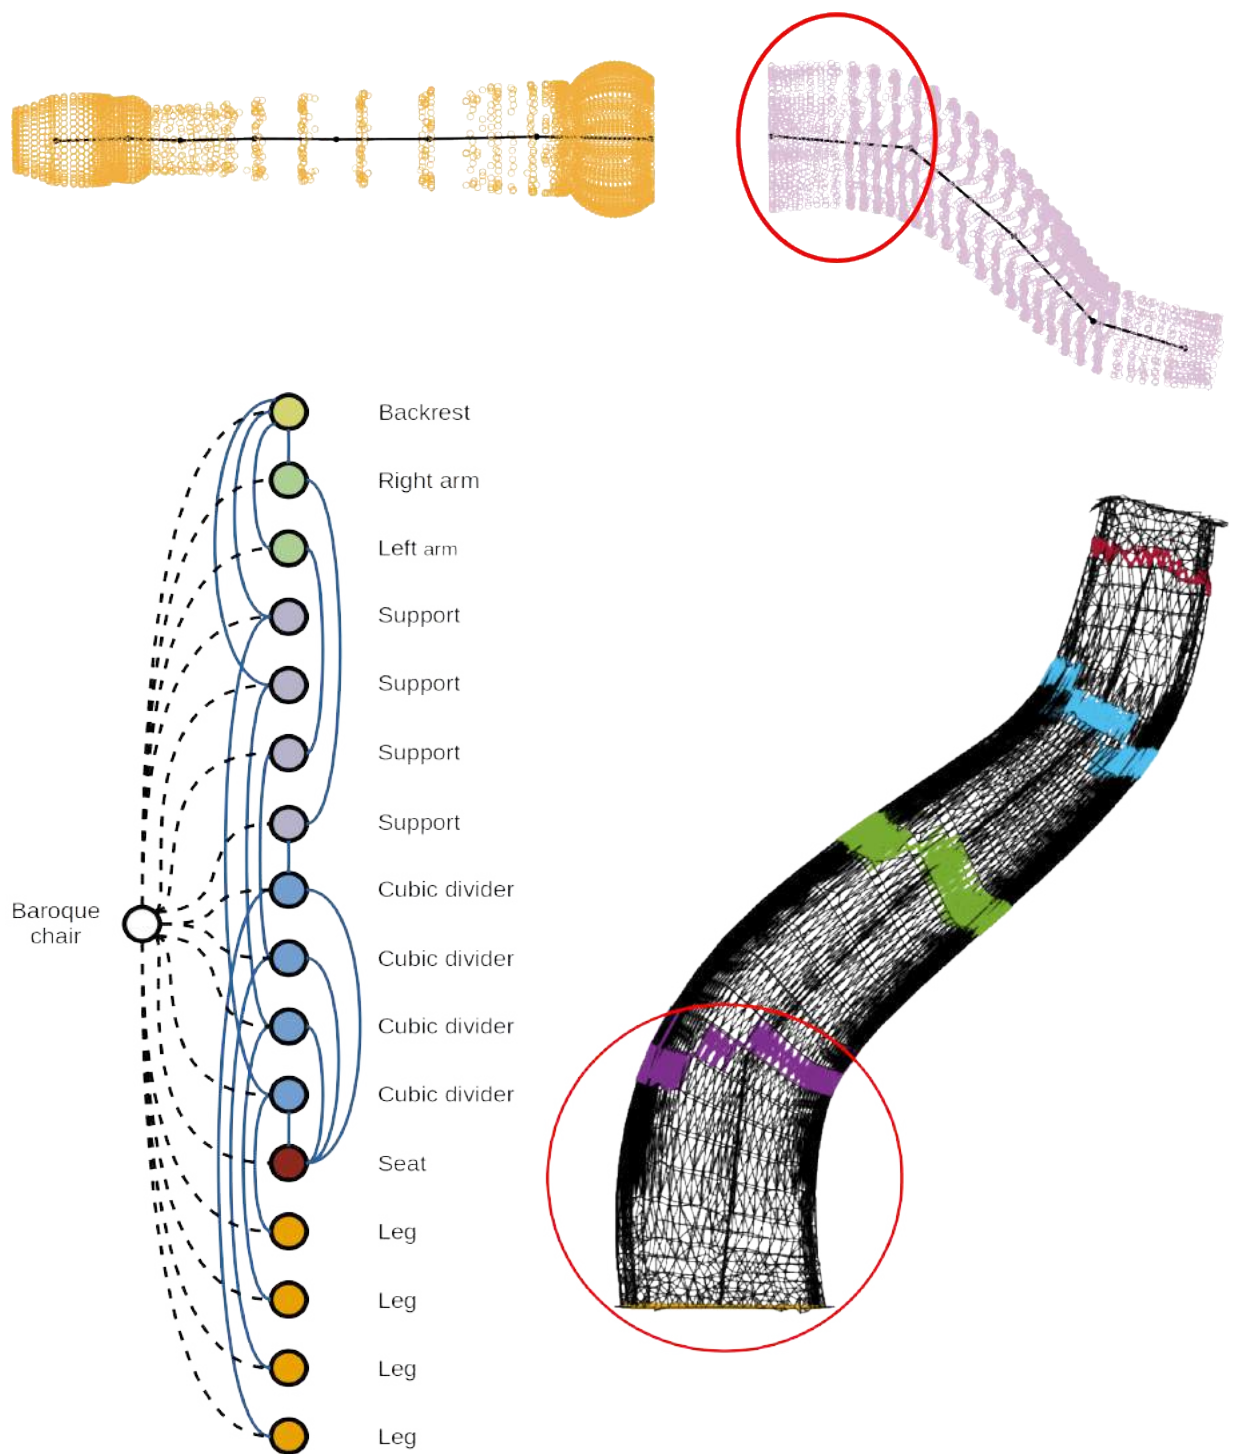 Backrest
Right arm
Left arm
Support
Support
Support
Support
Cubic divider
Baroque
chair
Cubic divider
Cubic divider
Cubic divider
Seat
Leg
Leg
Leg
Leg